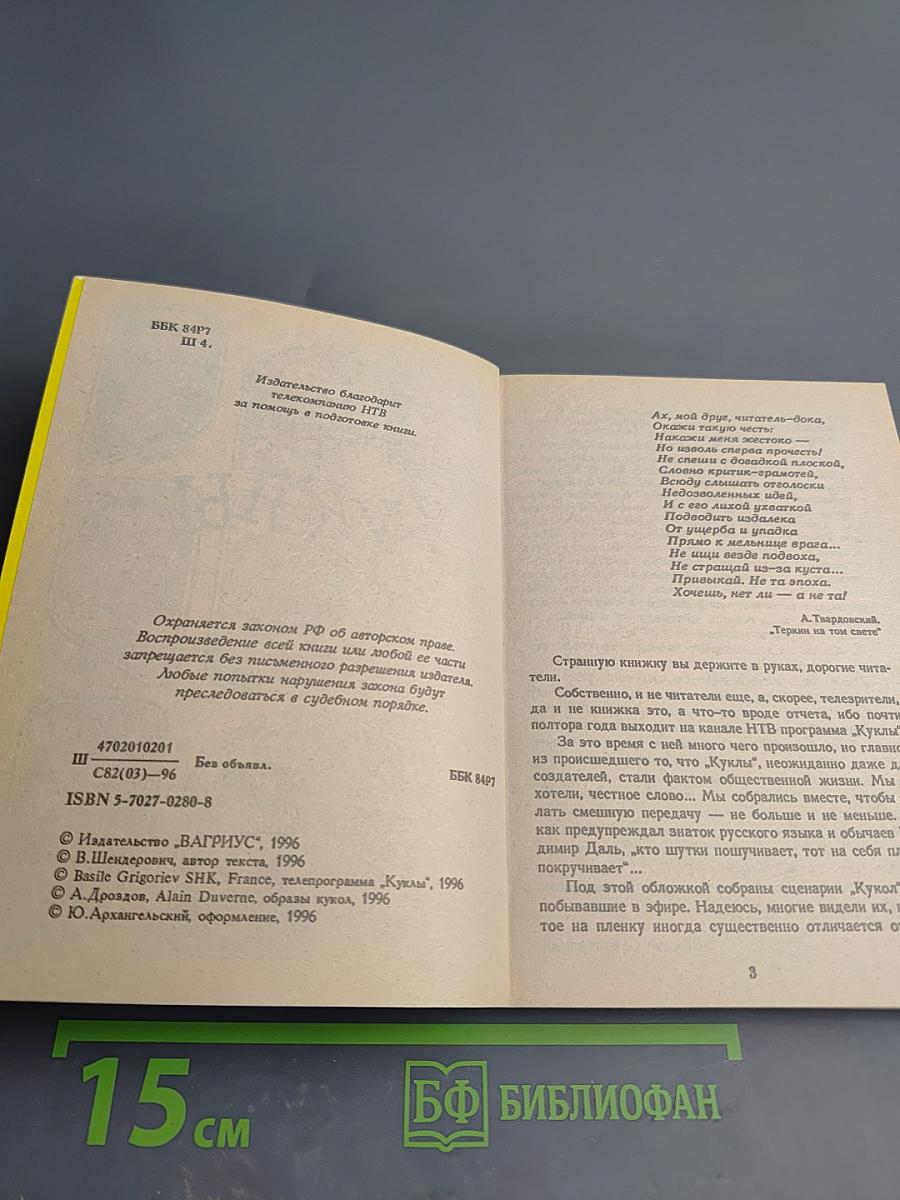 ББК 84Р7
Ш 4.
Издательство благодарит
телекомпанию НТВ
за помощь в подготовке книги.
Охраняется законом РФ об авторском праве.
Воспроизведение всей книги или любой ее части
запрещается без письменного разрешения издателя.
Любые попытки нарушения закона будут
преследоваться в судебном порядке.
Ш 4702010201
С82(03)—96
Без объявл.
ББК 84Р7
ISBN 5-7027-0280-8
© Издательство „ВАГРИУС“, 1996
© В.Шендерович, автор текста, 1996
© Basile Grigoriev SHK, France, телепрограмма „Куклы“, 1996
© А.Дроздов, Alain Duverne, образы кукол, 1996
© Ю.Архангельский, оформление, 1996
Ах, мой друг, читатель-дока,
Окажи такую честь:
Накажи меня жестоко —
Но изволь сперва прочесть!
Не спеши с догадкой плоской,
Словно критик-грамотей,
Всюду слышать отголоски
Недозволенных идей,
И с его лихой ухваткой
Подводить издалека
От ущерба и упадка
Прямо к мельнице врага...
Не ищи везде подвоха,
Не стращай из-за куста...
Привыкай. Не та эпоха.
Хочешь, нет ли — а не та!
А.Твардовский.
„Теркин на том свете“
Странную книжку вы держите в руках, дорогие чита-
тели.
Собственно, и не читатели еще, а, скорее, телезрители,
да и не книжка это, а что-то вроде отчета, ибо почти
полтора года выходит на канале НТВ программа „Куклы“
За это время с ней много чего произошло, но главно
из происшедшего то, что „Куклы“, неожиданно даже д
создателей, стали фактом общественной жизни. Мы
хотели, честное слово... Мы собрались вместе, чтобы
лать смешную передачу — не больше и не меньше.
как предупреждал знаток русского языка и обычаев
димир Даль, „кто шутки пошучивает, тот на себя пл
покручивает“...
Под этой обложкой собраны сценарии „Кукол“
побывавшие в эфире. Надеюсь, многие видели их,
тое на пленку иногда существенно отличается о
3
15 см
БФ БИБЛИОФАН